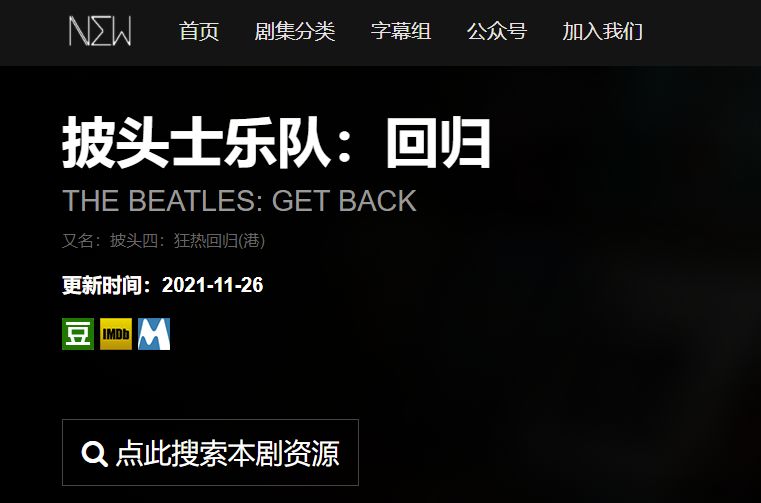 NEW 首页 剧集分类 字幕组 公众号 加入我们
披头士乐队：回归
THE BEATLES: GET BACK
又名：披头四：狂热回归(港)
更新时间：2021-11-26
豆 IMDb M
点此搜索本剧资源